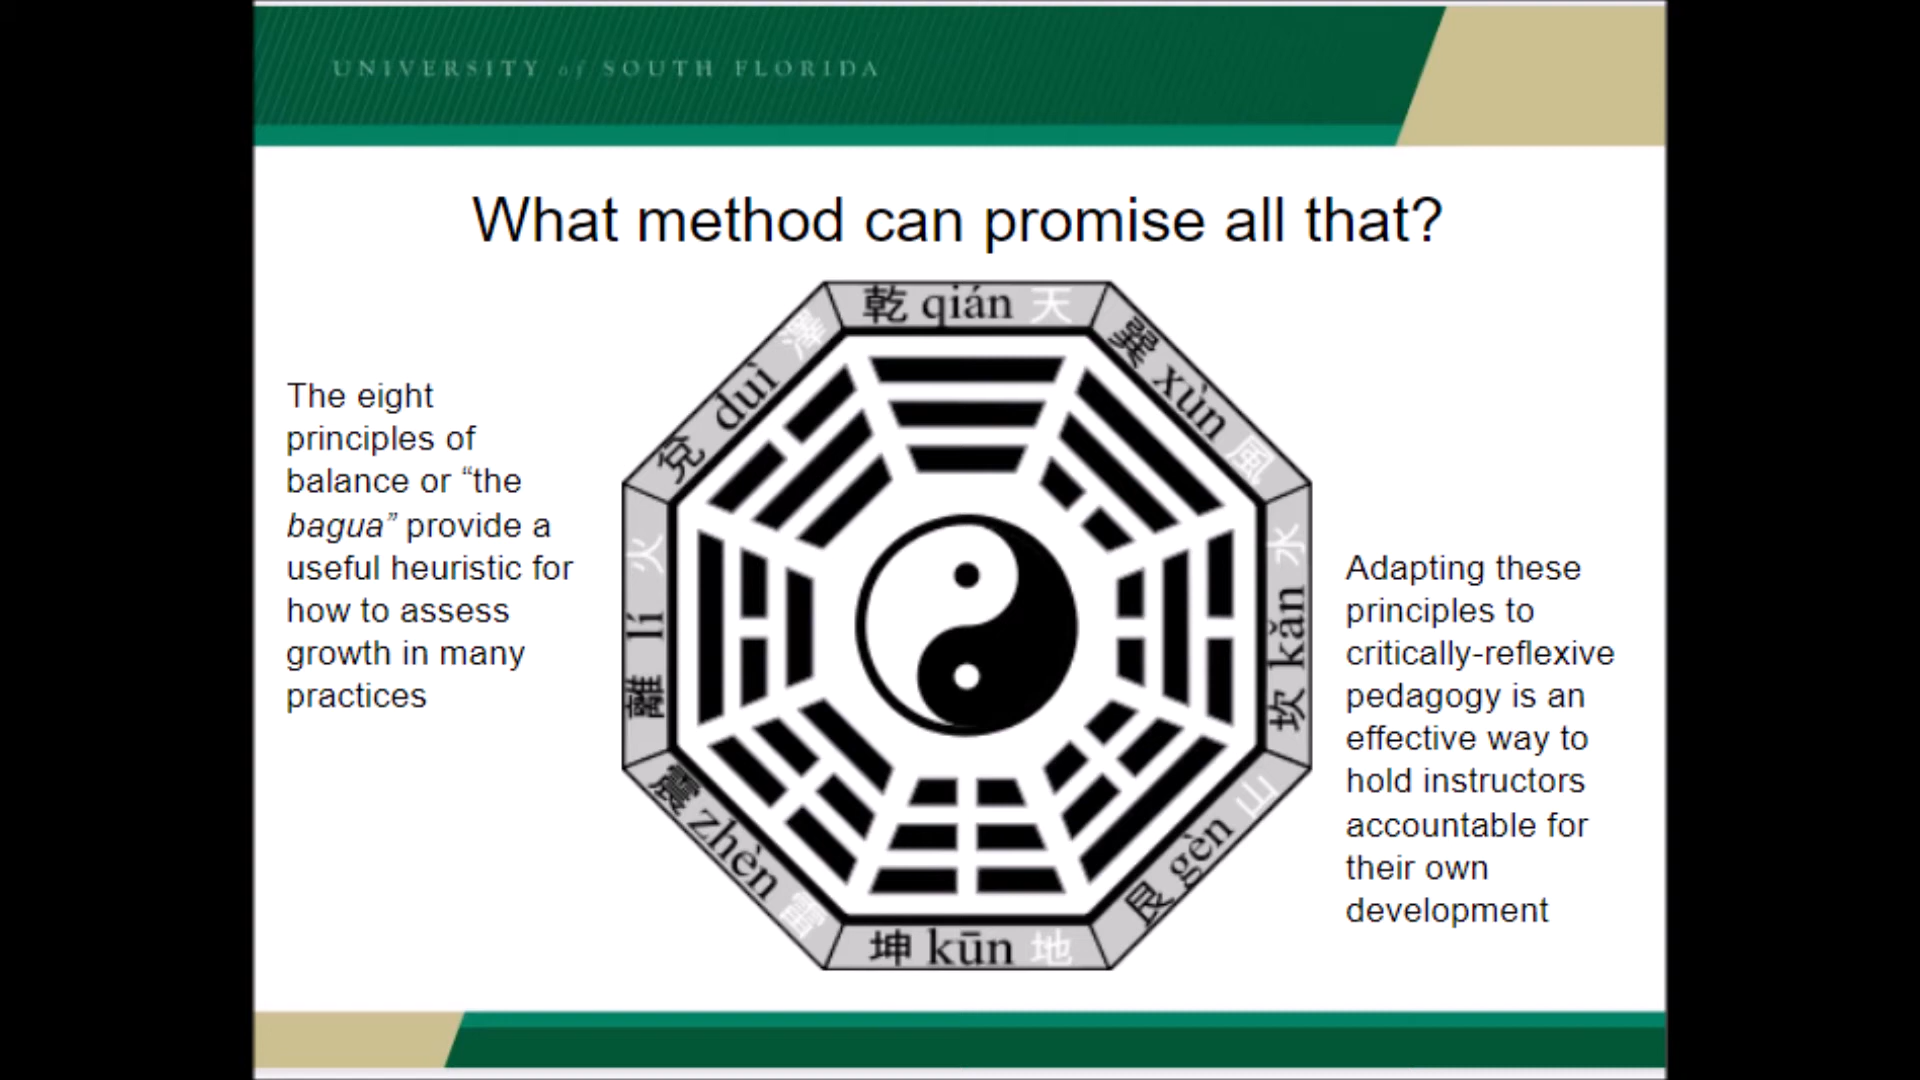 UNIVERSITY of SOUTH FLORIDA
What method can promise all that?
The eight
principles of
balance or “the
bagua” provide a
useful heuristic for
how to assess
growth in many
practices
乾 qián 天
巽 xùn 風
坎 kǎn 水
艮 gèn 山
坤 kūn 地
震 zhèn 雷
離 lí 火
兌 duì 澤
Adapting these
principles to
critically-reflexive
pedagogy is an
effective way to
hold instructors
accountable for
their own
development